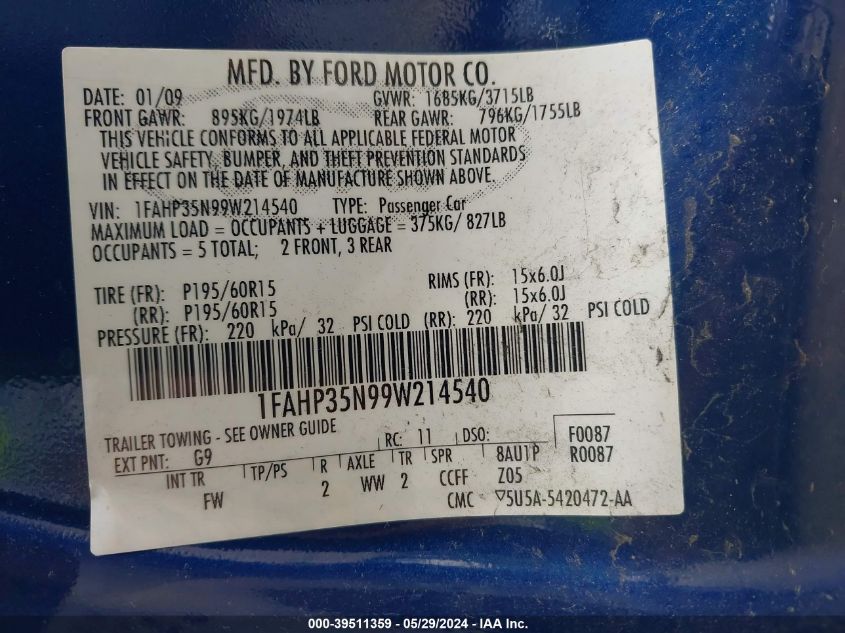 MFD. BY FORD MOTOR CO.
DATE: 01/09 GVWR: 1685KG/3715LB
FRONT GAWR: 895KG/1974LB REAR GAWR: 796KG/1755LB
THIS VEHICLE CONFORMS TO ALL APPLICABLE FEDERAL MOTOR
VEHICLE SAFETY, BUMPER, AND THEFT PREVENTION STANDARDS
IN EFFECT ON THE DATE OF MANUFACTURE SHOWN ABOVE.
VIN: 1FAHP35N99W214540 TYPE: Passenger Car
MAXIMUM LOAD = OCCUPANTS + LUGGAGE = 375KG/ 827LB
OCCUPANTS = 5 TOTAL; 2 FRONT, 3 REAR
TIRE (FR): P195/60R15 RIMS (FR): 15x6.0J
(RR): P195/60R15 (RR): 15x6.0J
PRESSURE (FR): 220 kPa/ 32 PSI COLD (RR): 220 kPa/ 32 PSI COLD
1FAHP35N99W214540
TRAILER TOWING - SEE OWNER GUIDE
EXT PNT: G9 RC: 11 DSO: F0087
R0087
INT TR TP/PS R AXLE TR SPR 8AU1P
FW 2 WW 2 CCFF Z05
CMC ▽5U5A-5420472-AA
000-39511359 - 05/29/2024 - IAA Inc.